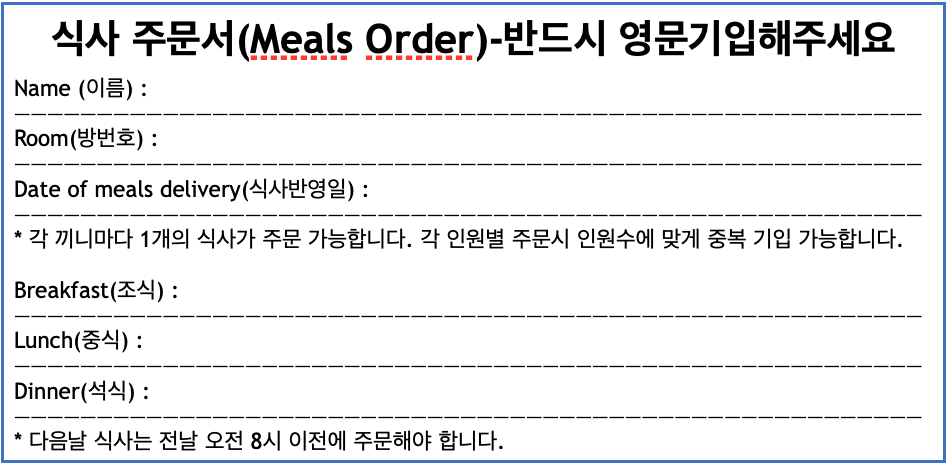 식사 주문서(Meals Order)-반드시 영문기입해주세요
Name (이름) :
Room(방번호) :
Date of meals delivery(식사반영일) :
* 각 끼니마다 1개의 식사가 주문 가능합니다. 각 인원별 주문시 인원수에 맞게 중복 기입 가능합니다.
Breakfast(조식) :
Lunch(중식) :
Dinner(석식) :
* 다음날 식사는 전날 오전 8시 이전에 주문해야 합니다.